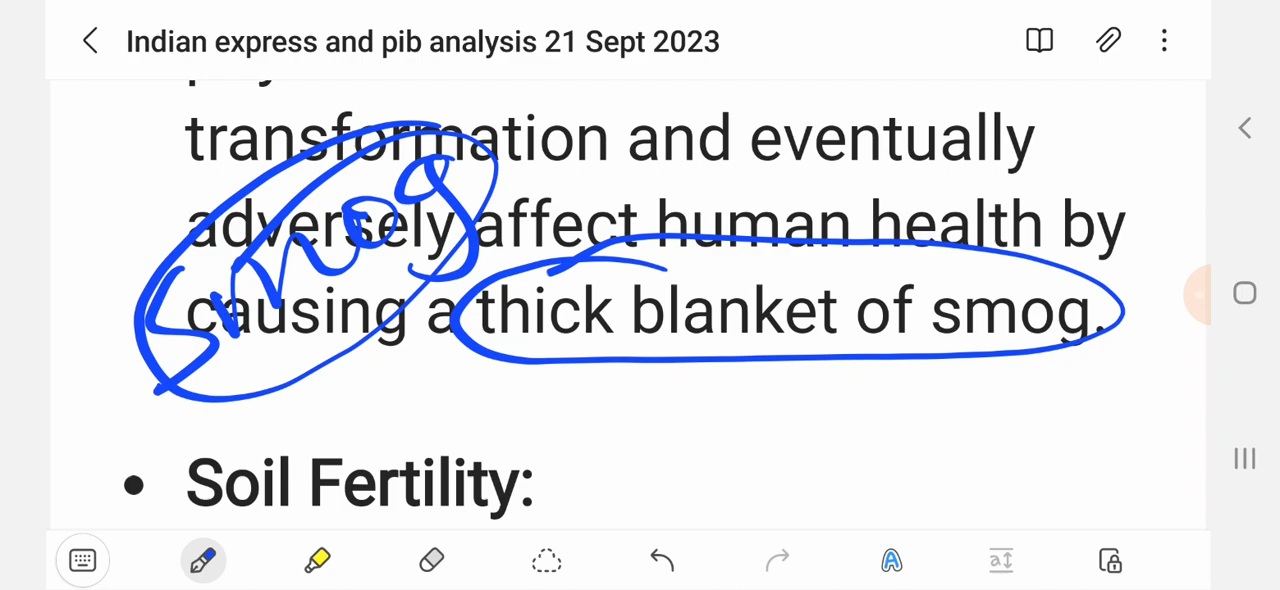 Indian express and pib analysis 21 Sept 2023
transformation and eventually
adversely affect human health by
causing a thick blanket of smog.
smog
• Soil Fertility: